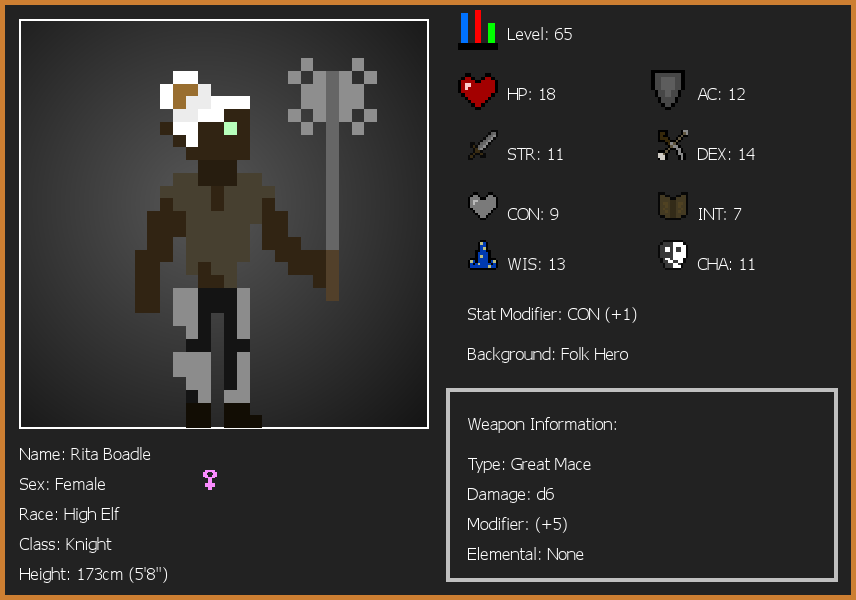 Level: 65
HP: 18
AC: 12
STR: 11
DEX: 14
CON: 9
INT: 7
WIS: 13
CHA: 11
Stat Modifier: CON (+1)
Background: Folk Hero
Weapon Information:
Type: Great Mace
Damage: d6
Modifier: (+5)
Elemental: None
Name: Rita Boadle
Sex: Female
Race: High Elf
Class: Knight
Height: 173cm (5'8")